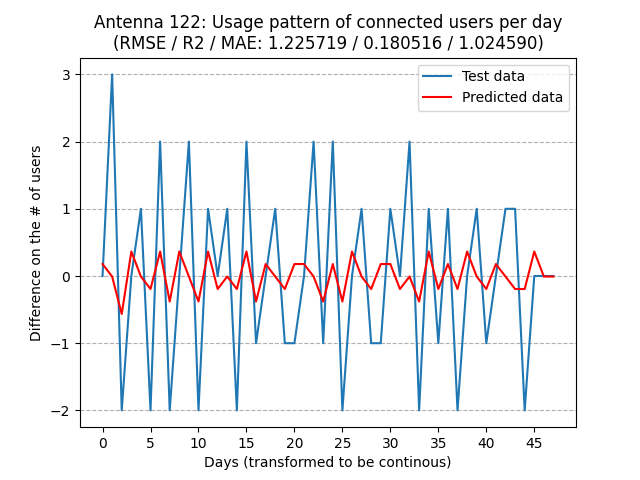 Antenna 122: Usage pattern of connected users per day
(RMSE / R2 / MAE: 1.225719 / 0.180516 / 1.024590)
Test data
Predicted data
3
2
1
0
−1
−2
Difference on the # of users
0 5 10 15 20 25 30 35 40 45
Days (transformed to be continous)